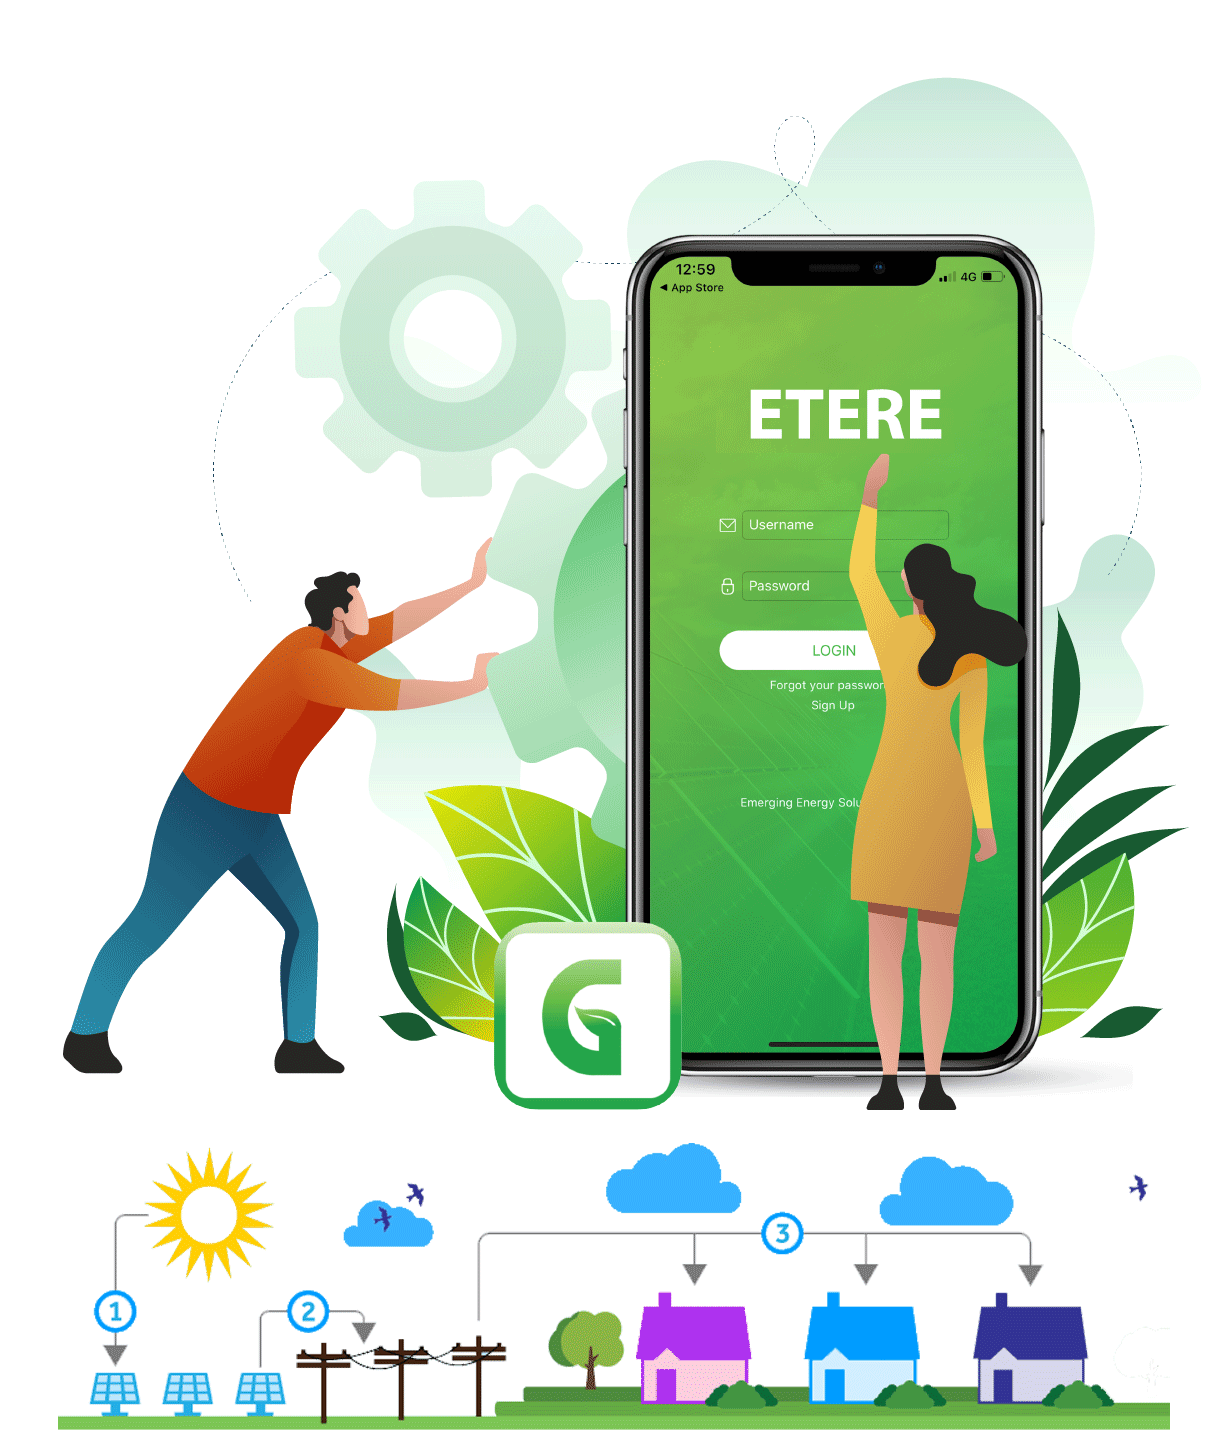 12:59
4G
◀ App Store
ETERE
Username
Password
LOGIN
Forgot your passwor
Sign Up
Emerging Energy Solu
G
3
1
2